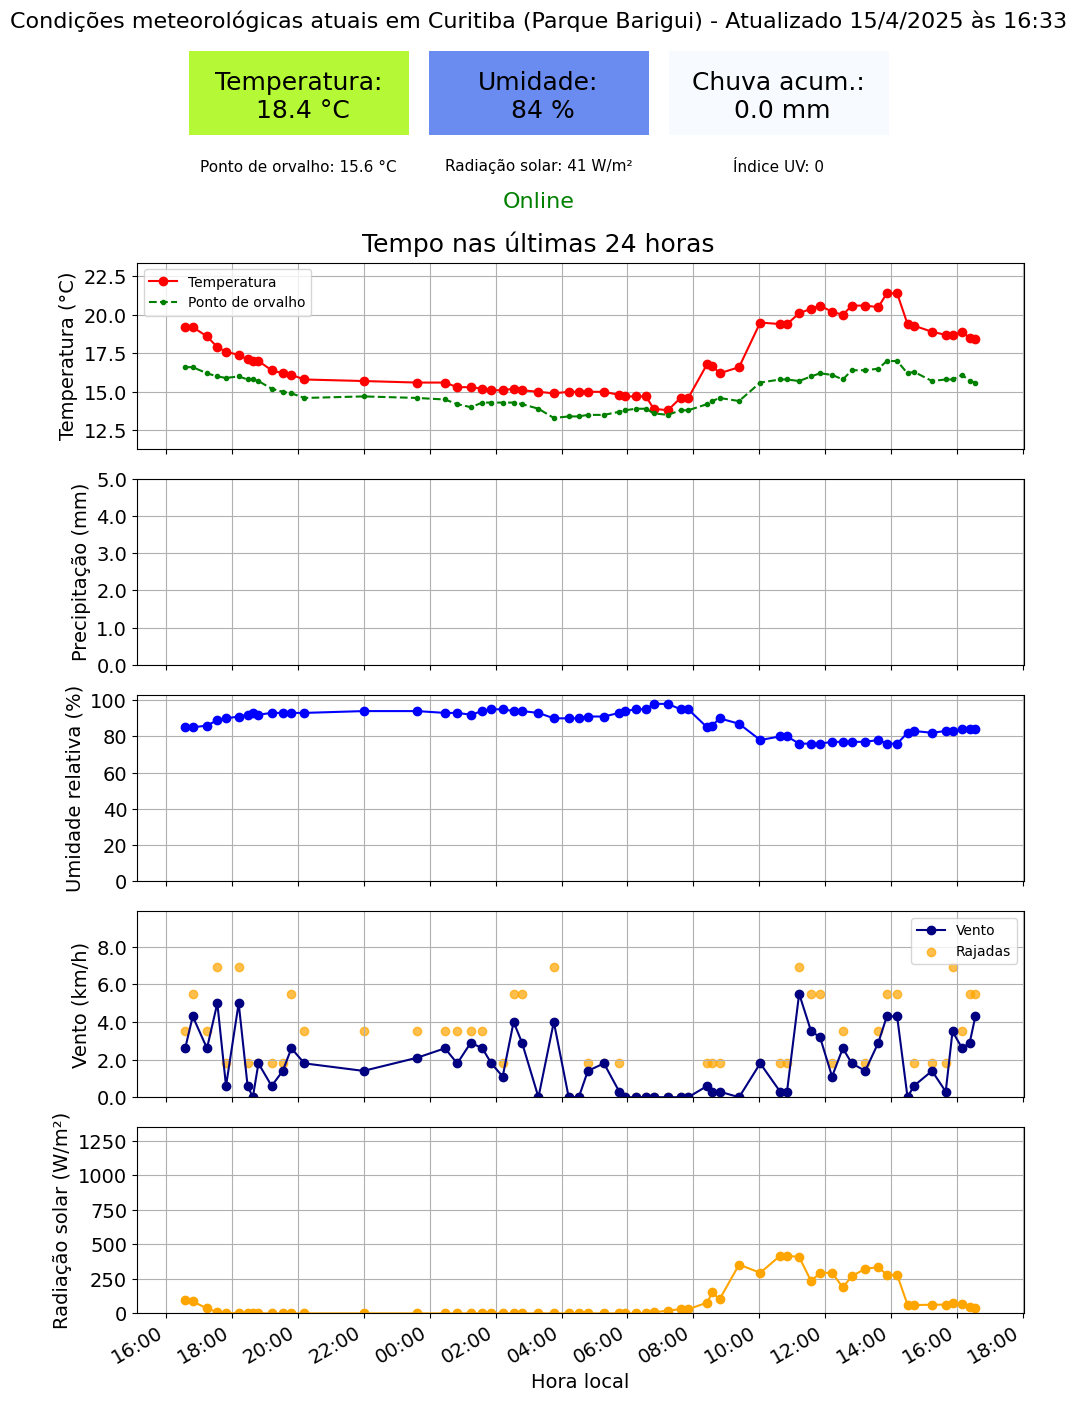 Condições meteorológicas atuais em Curitiba (Parque Barigui) - Atualizado 15/4/2025 às 16:33
Temperatura:
18.4 °C
Umidade:
84 %
Chuva acum.:
0.0 mm
Ponto de orvalho: 15.6 °C
Radiação solar: 41 W/m²
Índice UV: 0
Online
Tempo nas últimas 24 horas
Temperatura (°C)
22.5
20.0
17.5
15.0
12.5
Temperatura
Ponto de orvalho
Precipitação (mm)
5.0
4.0
3.0
2.0
1.0
0.0
Umidade relativa (%)
100
80
60
40
20
0
Vento (km/h)
8.0
6.0
4.0
2.0
0.0
Vento
Rajadas
Radiação solar (W/m²)
1250
1000
750
500
250
0
16:00
18:00
20:00
22:00
00:00
02:00
04:00
06:00
08:00
10:00
12:00
14:00
16:00
18:00
Hora local